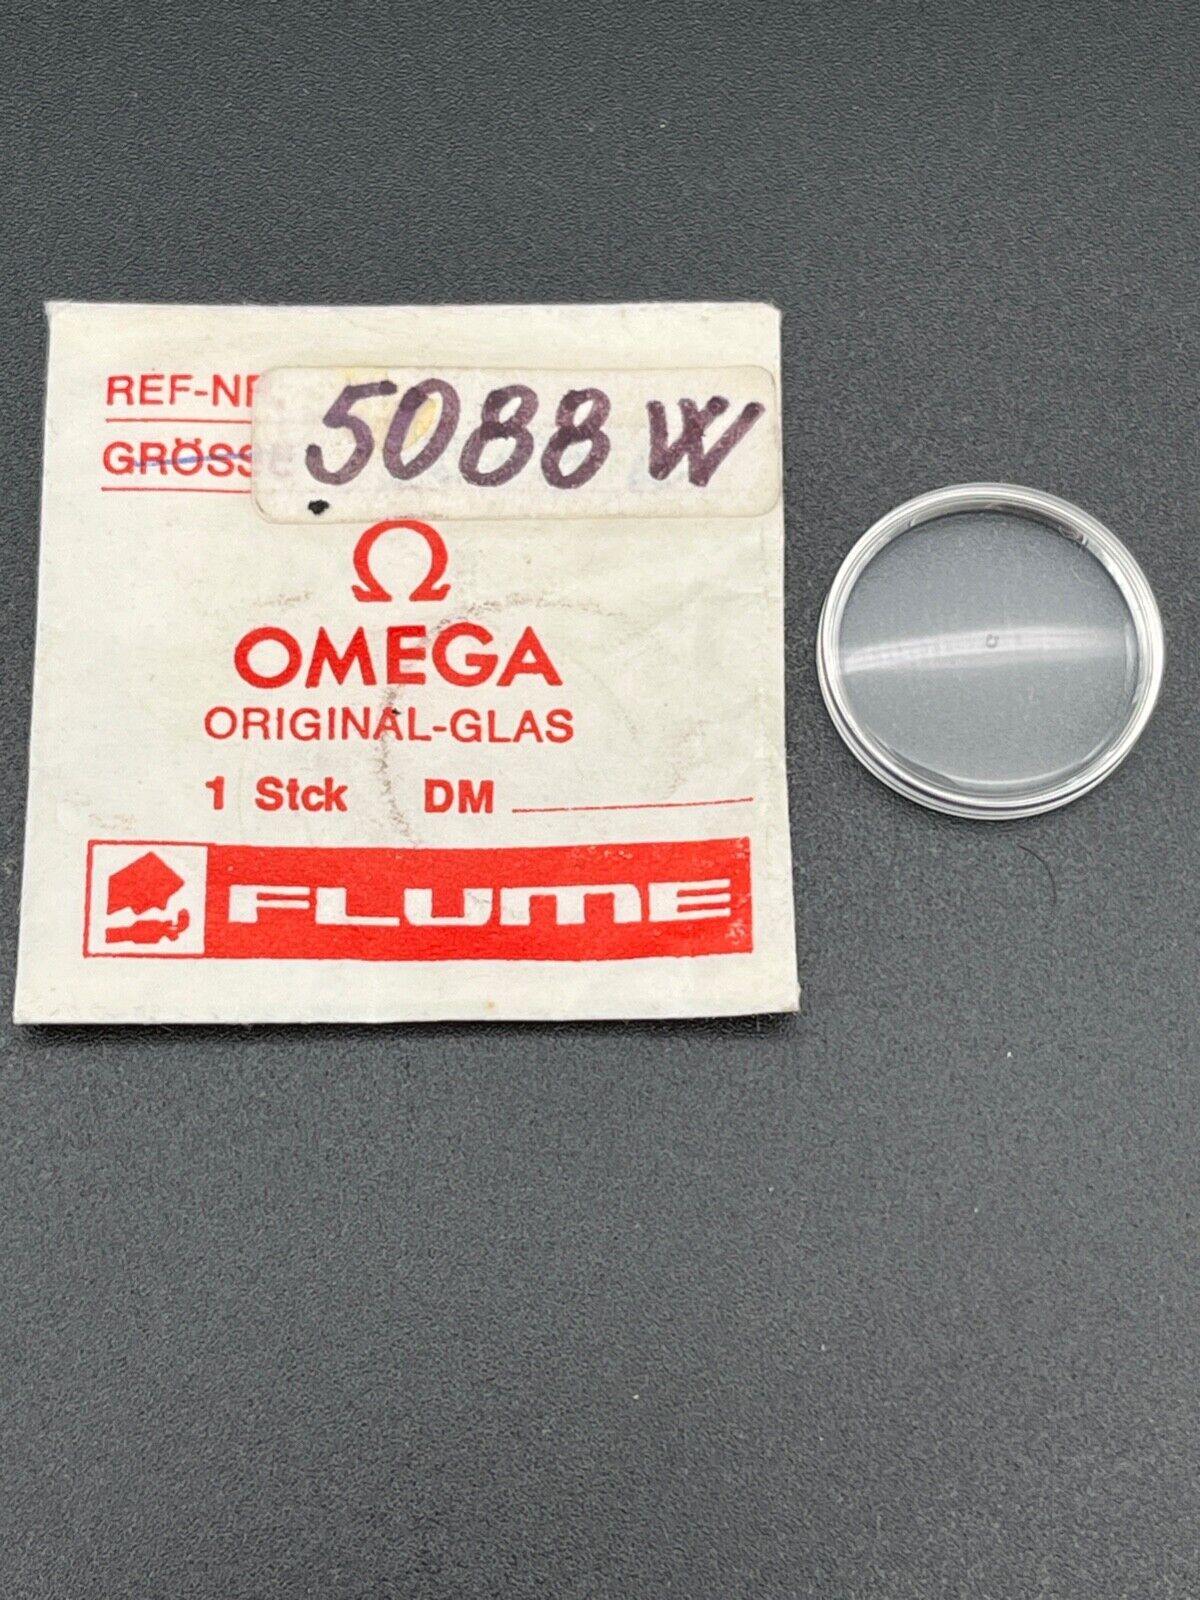 REF-NR
5088 W
GRÖSSE
Ω
OMEGA
ORIGINAL-GLAS
1 Stck DM
FLUME